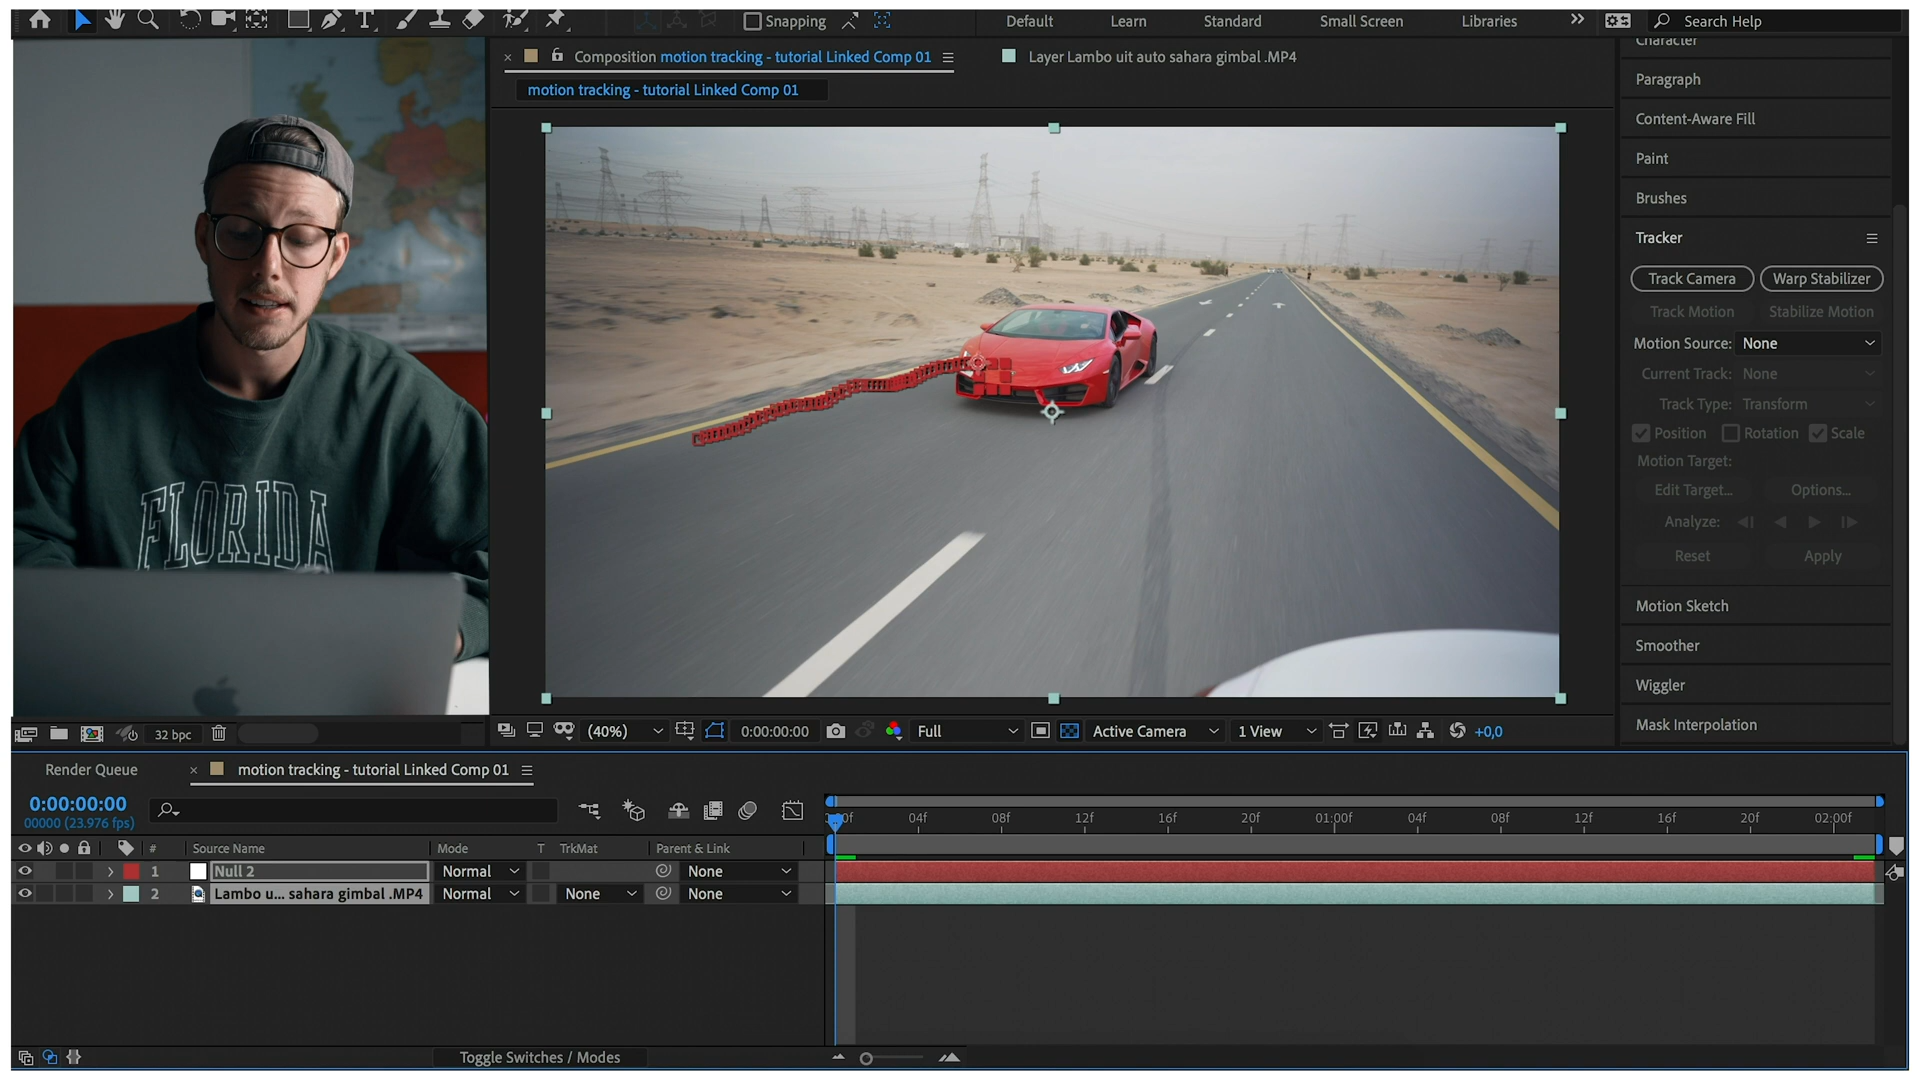 Snapping
Default
Learn
Standard
Small Screen
Libraries
Search Help
Composition motion tracking - tutorial Linked Comp 01
Layer Lambo uit auto sahara gimbal .MP4
motion tracking - tutorial Linked Comp 01
Character
Paragraph
Content-Aware Fill
Paint
Brushes
Tracker
Track Camera
Warp Stabilizer
Track Motion
Stabilize Motion
Motion Source: None
Current Track: None
Track Type: Transform
Position
Rotation
Scale
Motion Target:
Edit Target...
Options...
Analyze:
Reset
Apply
Motion Sketch
Smoother
Wiggler
Mask Interpolation
FLORIDA
32 bpc
(40%)
0:00:00:00
Full
Active Camera
1 View
+0,0
Render Queue
motion tracking - tutorial Linked Comp 01
0:00:00:00
00000 (23.976 fps)
04f
08f
12f
16f
20f
01:00f
04f
08f
12f
16f
20f
02:00f
# Source Name Mode T TrkMat Parent & Link
1 Null 2 Normal None
2 Lambo u... sahara gimbal .MP4 Normal None None
Toggle Switches / Modes